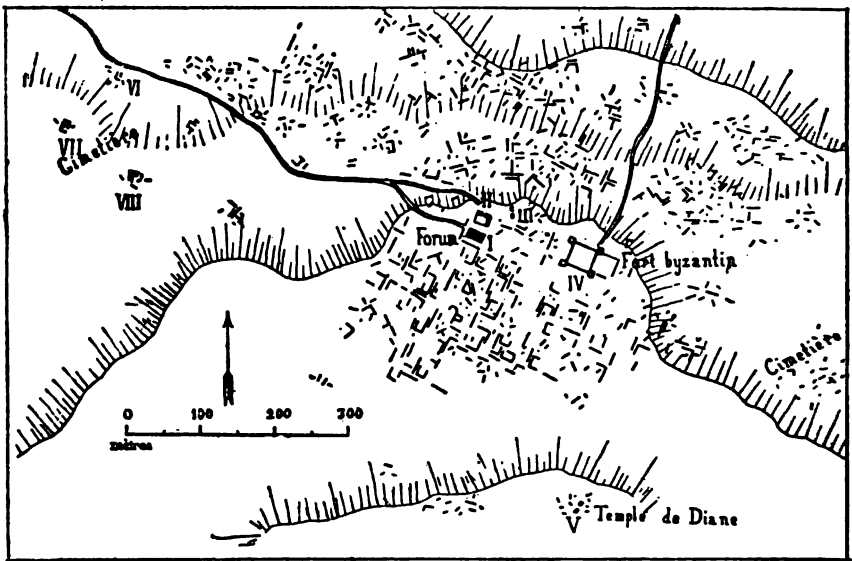 VI
VII
Cimetière
VIII
II
III
Forum
I
Fort byzantin
IV
Cimetière
0 100 200 300
mètres
V
Temple de Diane